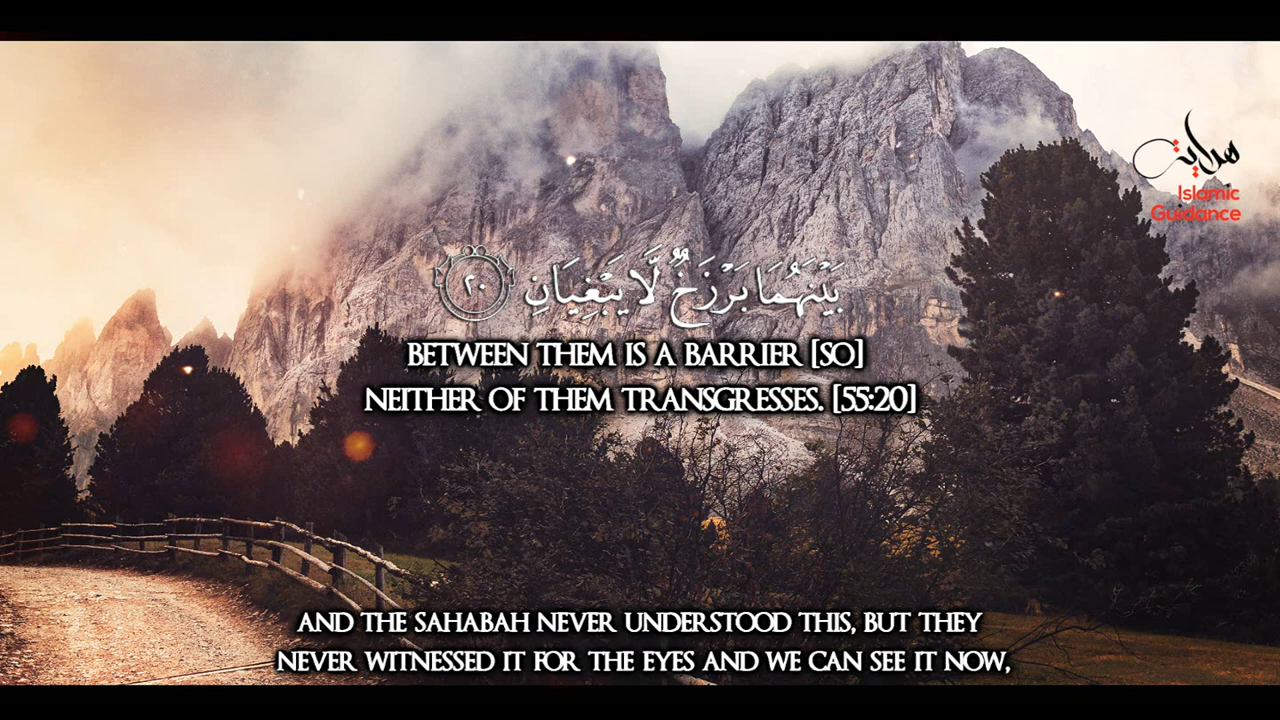 هداية
Islamic
Guidance
بَيْنَهُمَا بَرْزَخٌ لَّا يَبْغِيَانِ ٢٠
BETWEEN THEM IS A BARRIER [SO]
NEITHER OF THEM TRANSGRESSES. [55:20]
AND THE SAHABAH NEVER UNDERSTOOD THIS, BUT THEY
NEVER WITNESSED IT FOR THE EYES AND WE CAN SEE IT NOW,